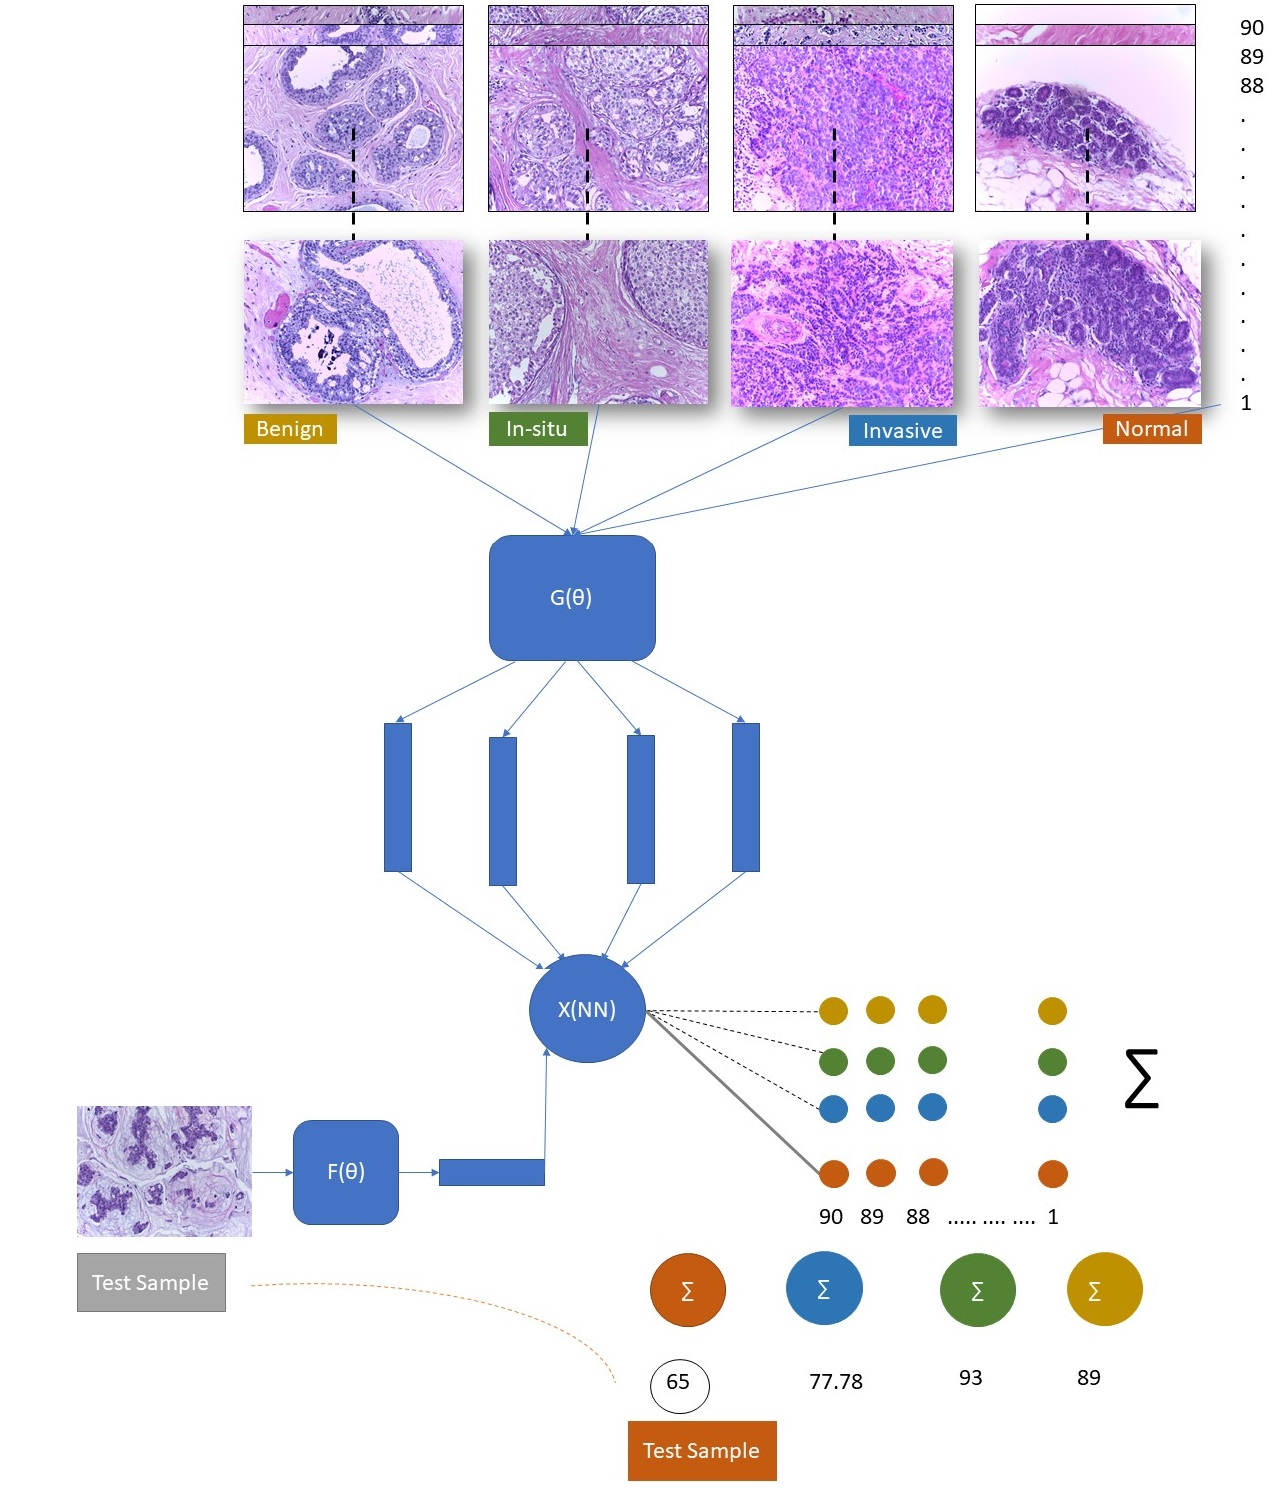 90
89
88
.
.
.
.
.
.
.
.
.
.
1
Benign
In-situ
Invasive
Normal
G(θ)
X(NN)
∑
F(θ)
90 89 88 ..... .... .... 1
Test Sample
∑ ∑ ∑ ∑
65 77.78 93 89
Test Sample